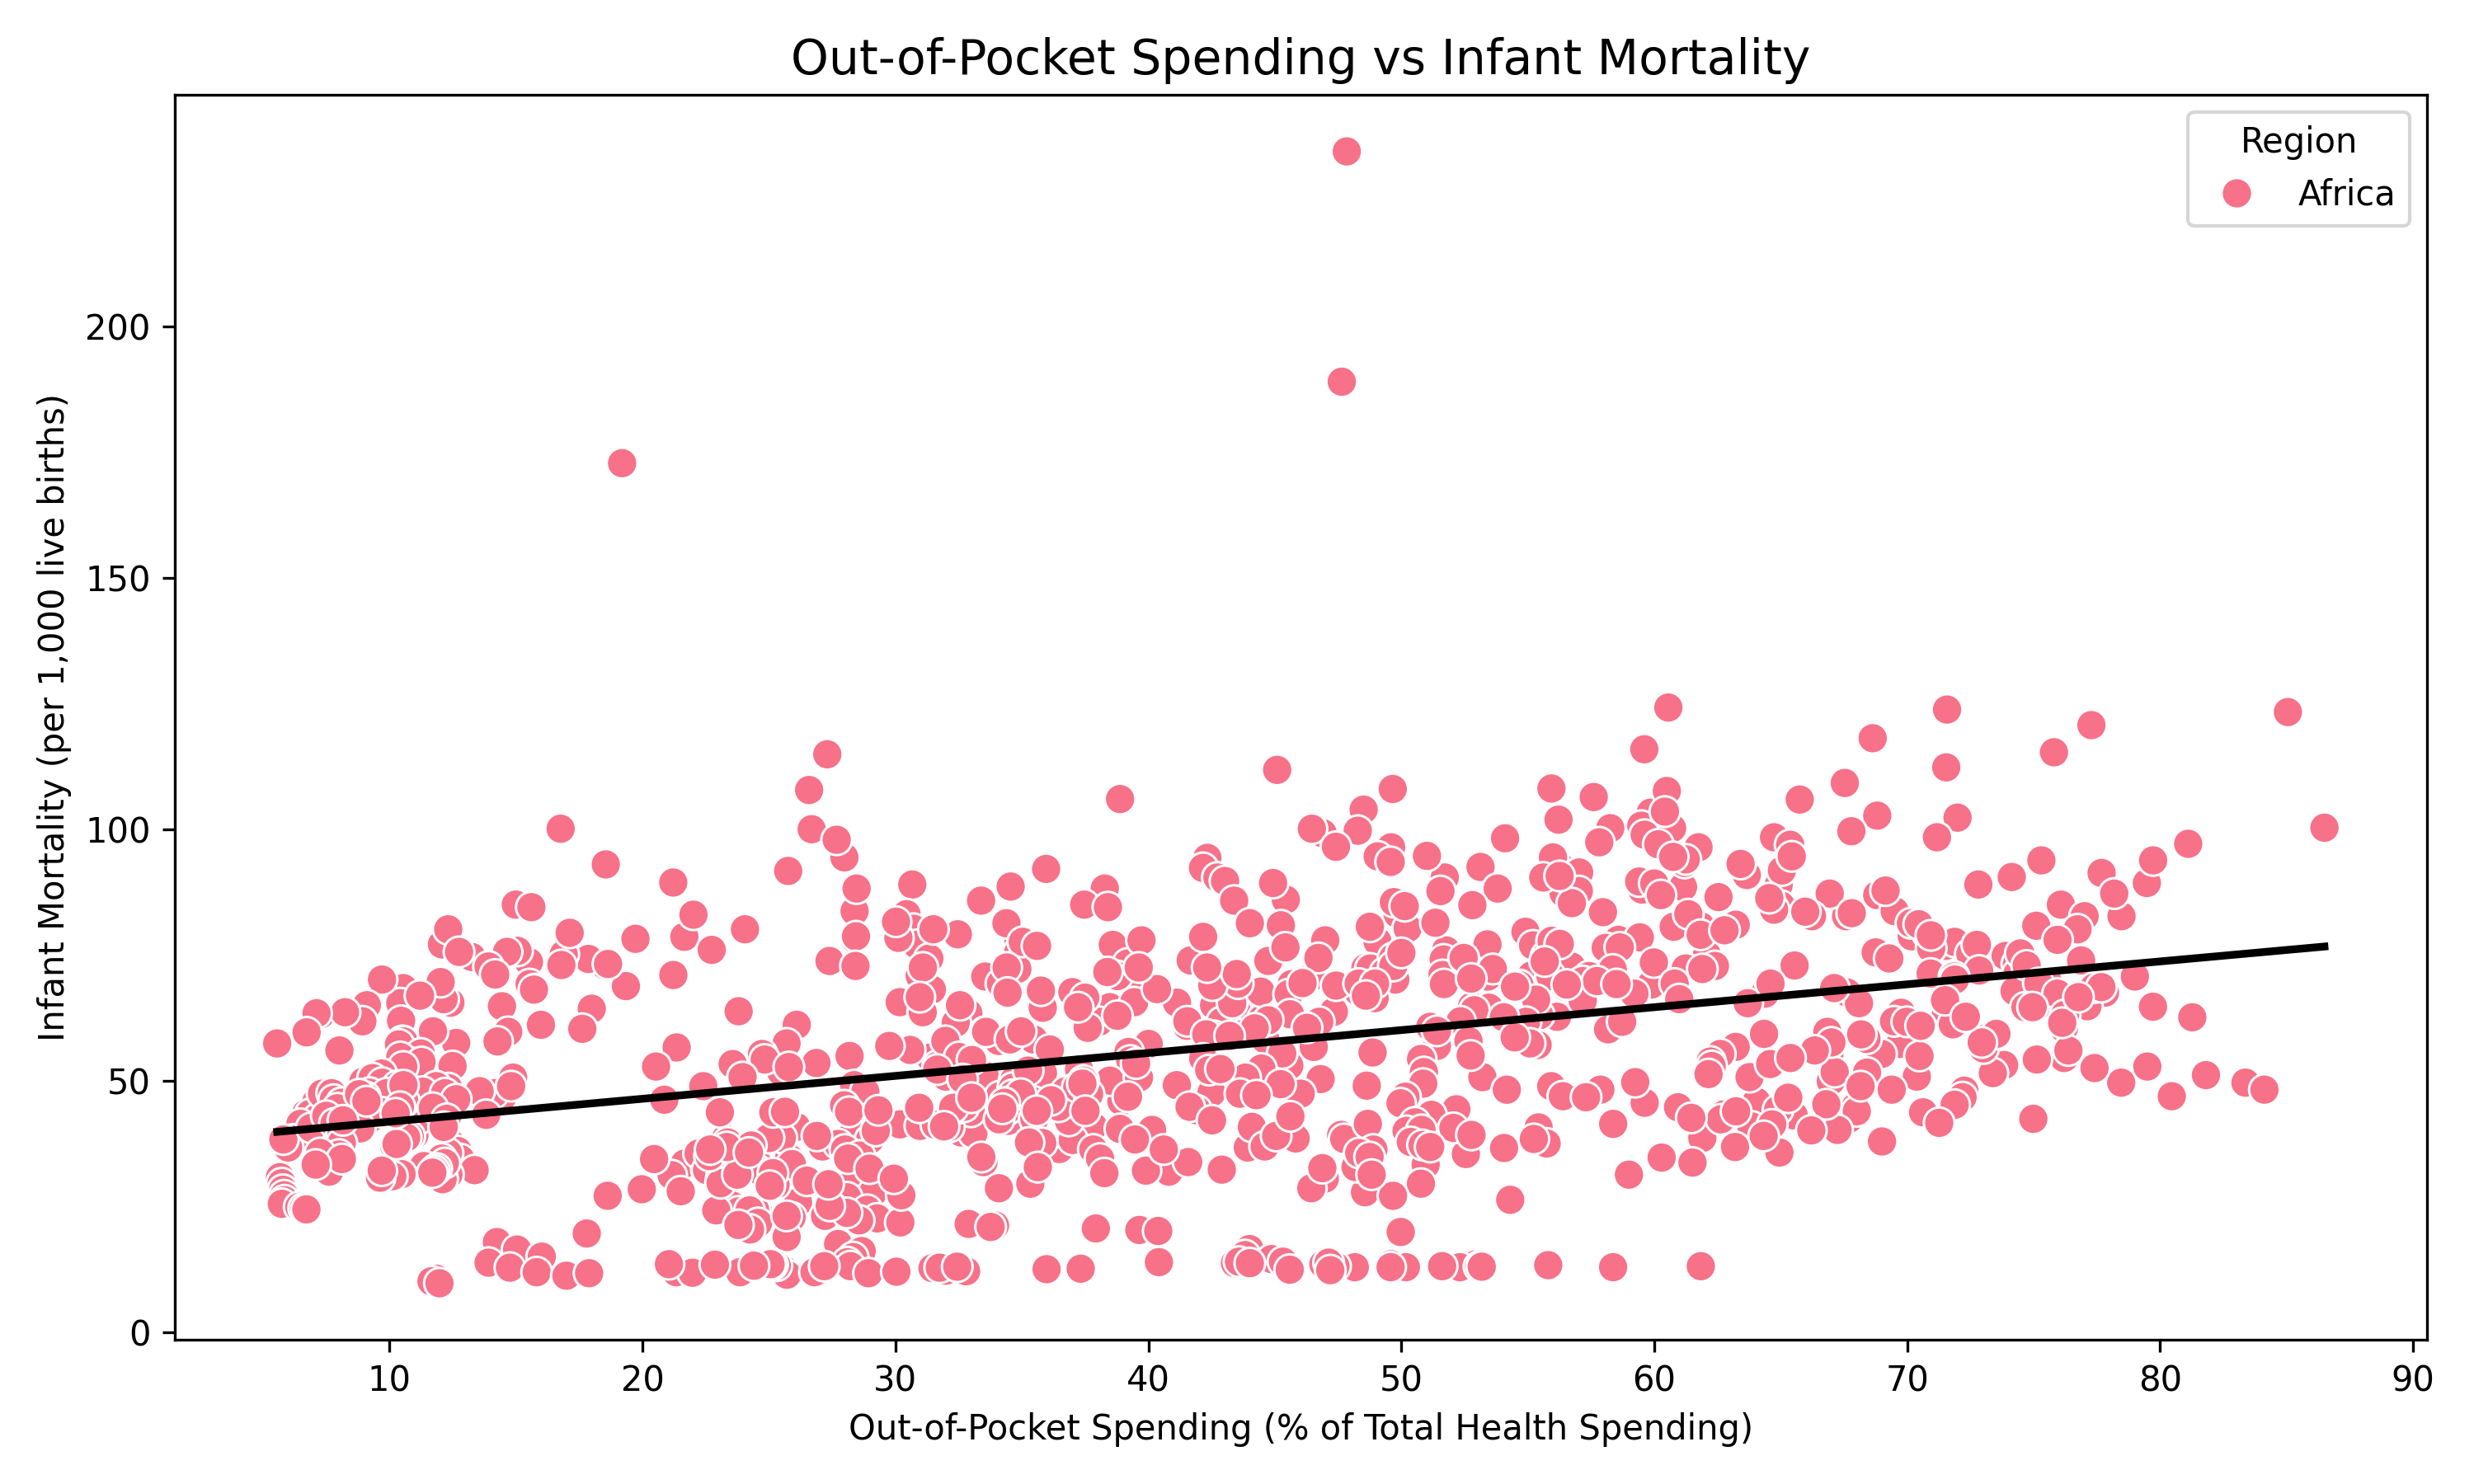 Out-of-Pocket Spending vs Infant Mortality
Region
Africa
Infant Mortality (per 1,000 live births)
200
150
100
50
0
10 20 30 40 50 60 70 80 90
Out-of-Pocket Spending (% of Total Health Spending)